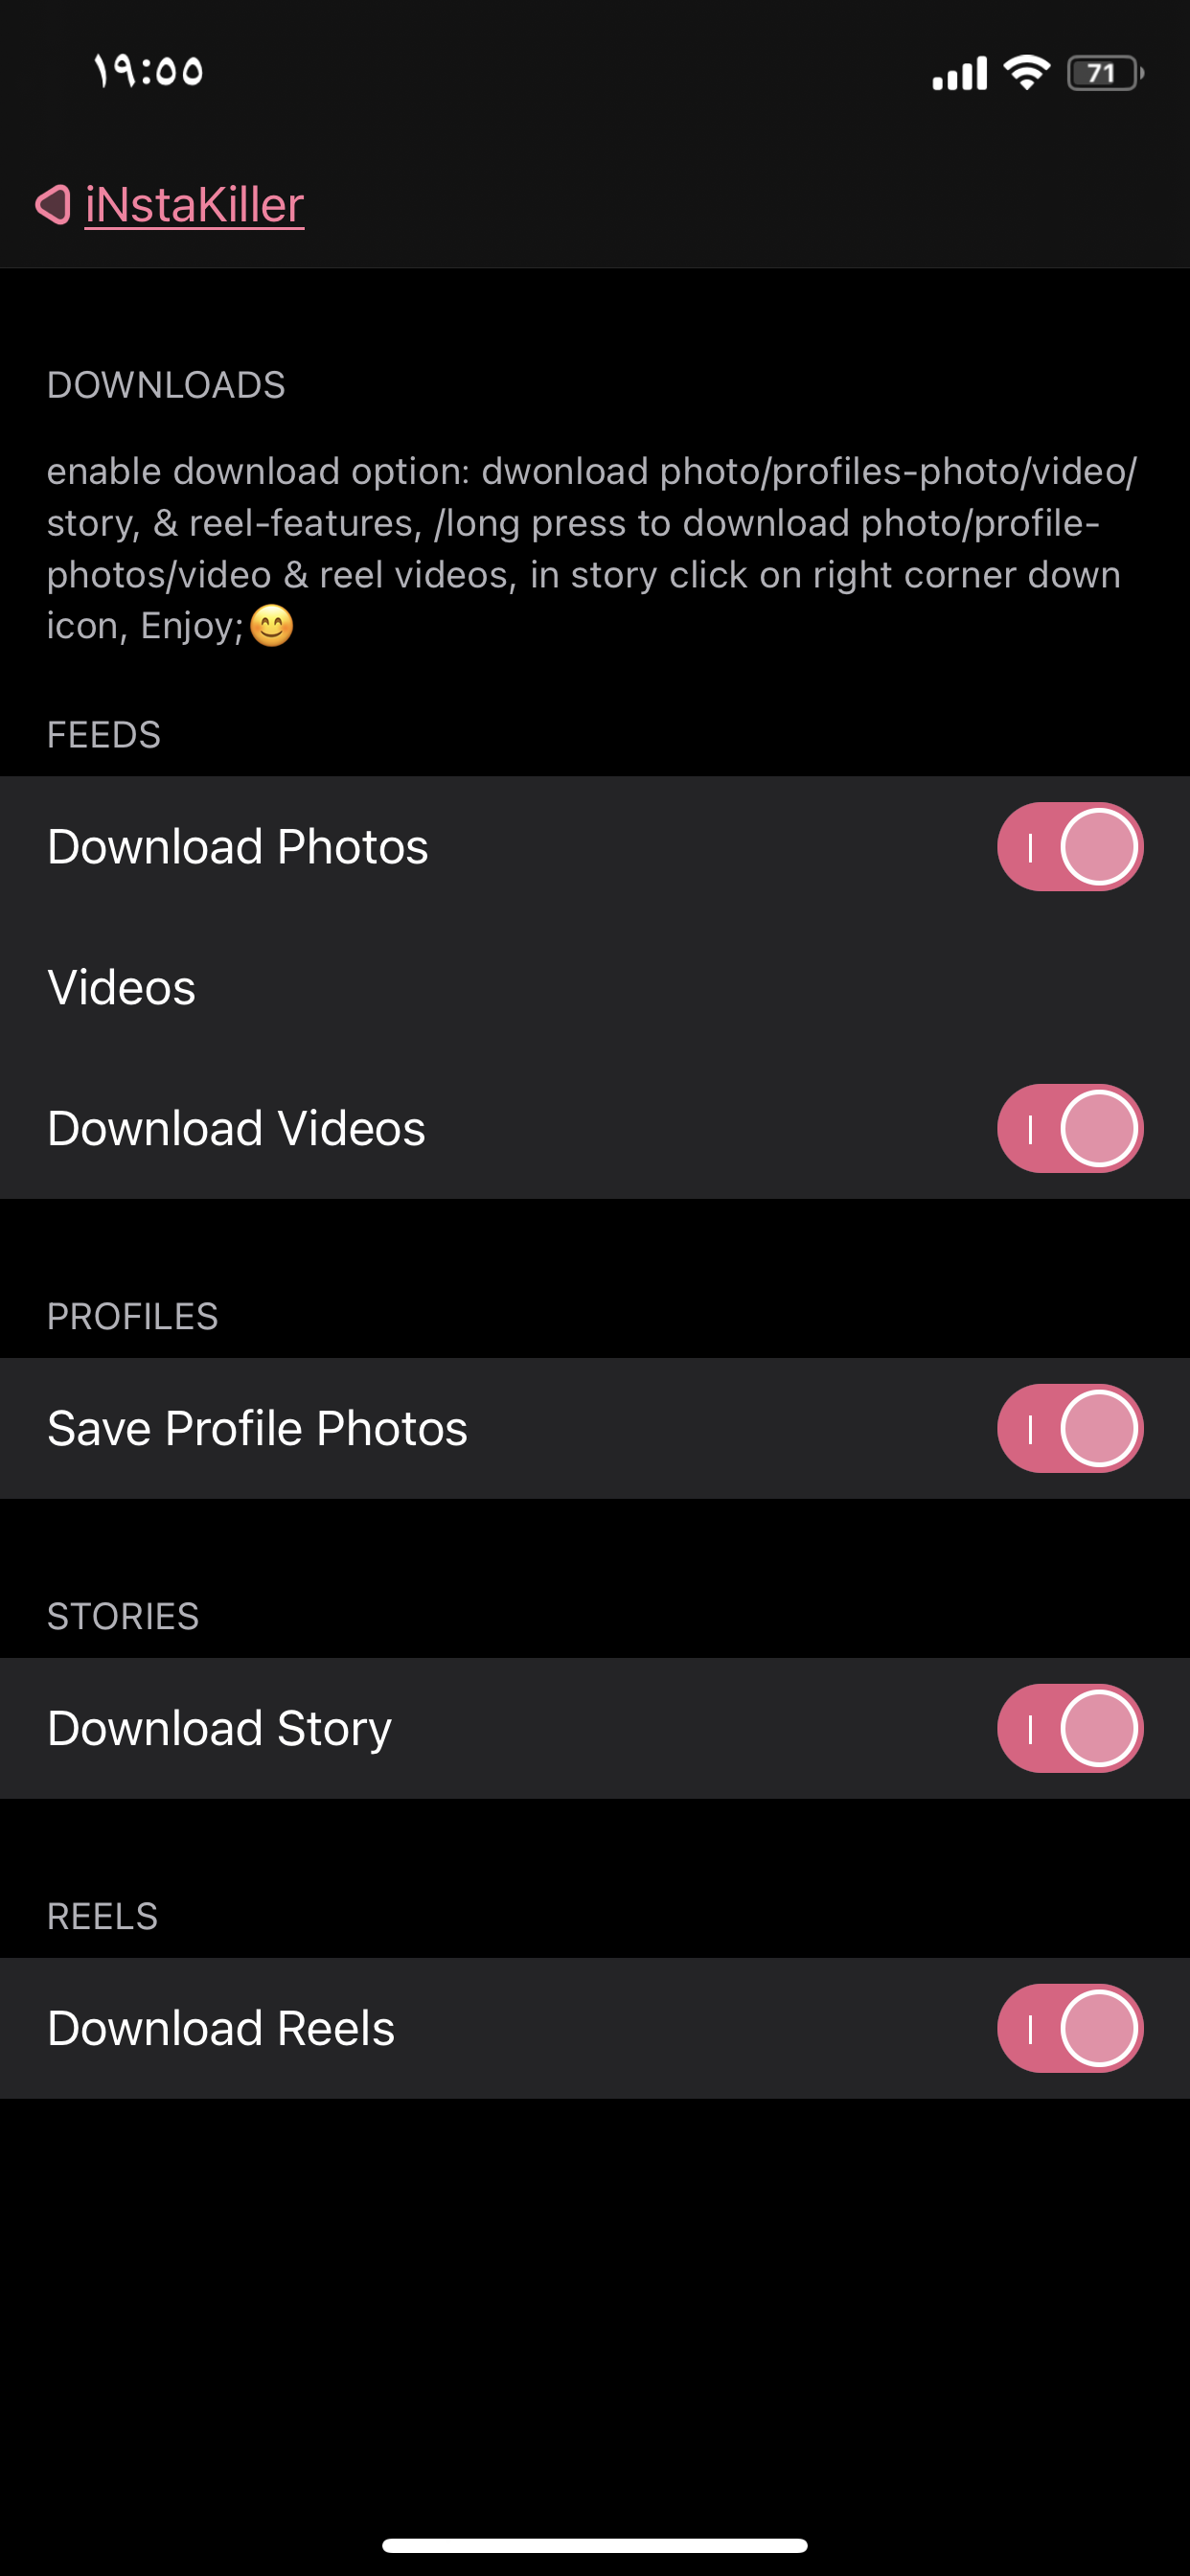 ١٩:٥٥
71
iNstaKiller
DOWNLOADS
enable download option: dwonload photo/profiles-photo/video/
story, & reel-features, /long press to download photo/profile-
photos/video & reel videos, in story click on right corner down
icon, Enjoy;😊
FEEDS
Download Photos
Videos
Download Videos
PROFILES
Save Profile Photos
STORIES
Download Story
REELS
Download Reels